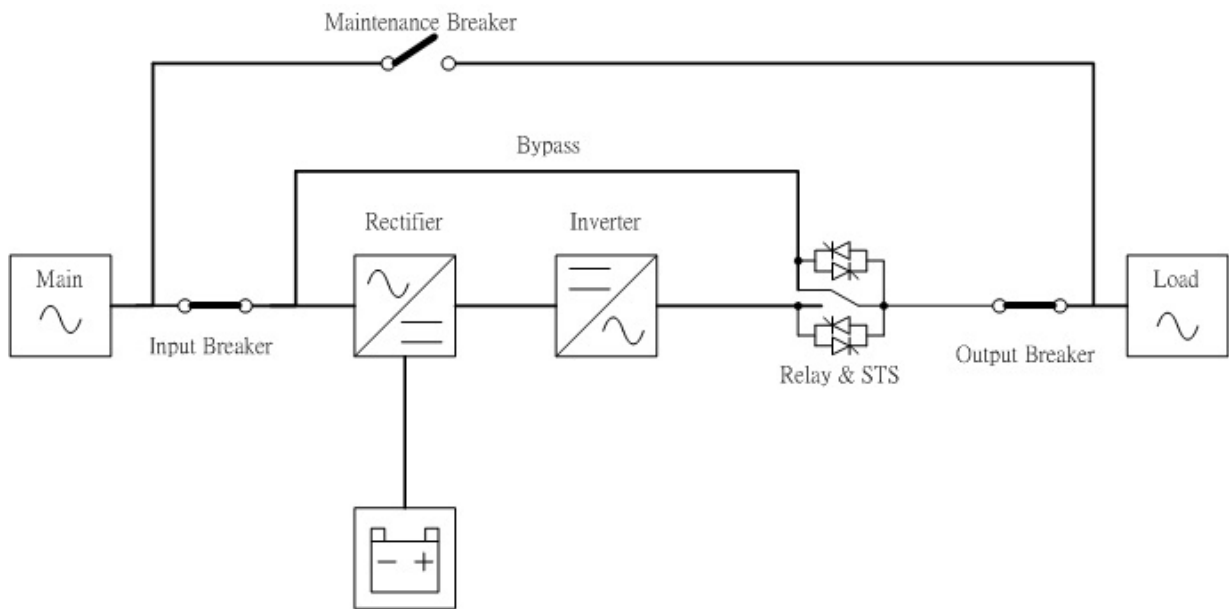 Maintenance Breaker
Bypass
Rectifier
Inverter
Main
Load
Input Breaker
Relay & STS
Output Breaker
− +